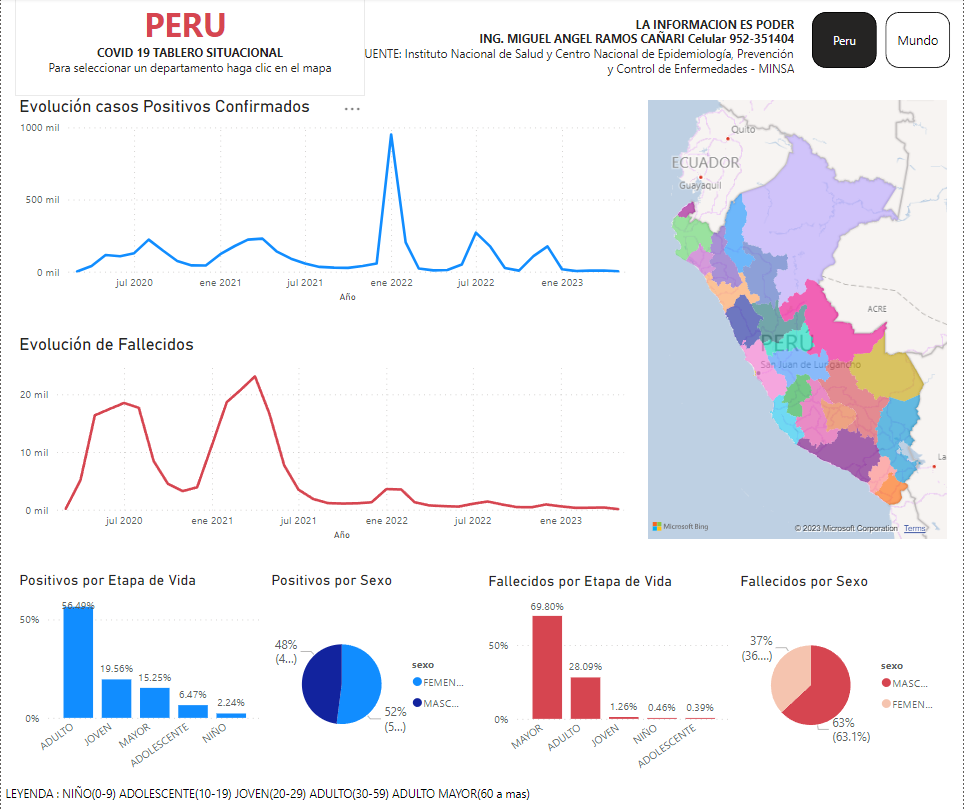 PERU
COVID 19 TABLERO SITUACIONAL
Para seleccionar un departamento haga clic en el mapa
LA INFORMACION ES PODER
ING. MIGUEL ANGEL RAMOS CAÑARI Celular 952-351404
UENTE: Instituto Nacional de Salud y Centro Nacional de Epidemiología, Prevención
y Control de Enfermedades - MINSA
Peru
Mundo
Evolución casos Positivos Confirmados
1000 mil
500 mil
0 mil
jul 2020
ene 2021
jul 2021
ene 2022
jul 2022
ene 2023
Año
Quito
ECUADOR
Guayaquil
ACRE
PERU
San Juan de Lurigancho
La
Microsoft Bing
© 2023 Microsoft Corporation Terms
Evolución de Fallecidos
20 mil
10 mil
0 mil
jul 2020
ene 2021
jul 2021
ene 2022
jul 2022
ene 2023
Año
Positivos por Etapa de Vida
50%
0%
56.49%
19.56%
15.25%
6.47%
2.24%
ADULTO
JOVEN
MAYOR
ADOLESCENTE
NIÑO
Positivos por Sexo
48%
(4...)
52%
(5...)
sexo
FEMEN...
MASC...
Fallecidos por Etapa de Vida
50%
0%
69.80%
28.09%
1.26%
0.46%
0.39%
MAYOR
ADULTO
JOVEN
NIÑO
ADOLESCENTE
Fallecidos por Sexo
37%
(36....)
63%
(63.1%)
sexo
MASC...
FEMEN...
LEYENDA : NIÑO(0-9) ADOLESCENTE(10-19) JOVEN(20-29) ADULTO(30-59) ADULTO MAYOR(60 a mas)